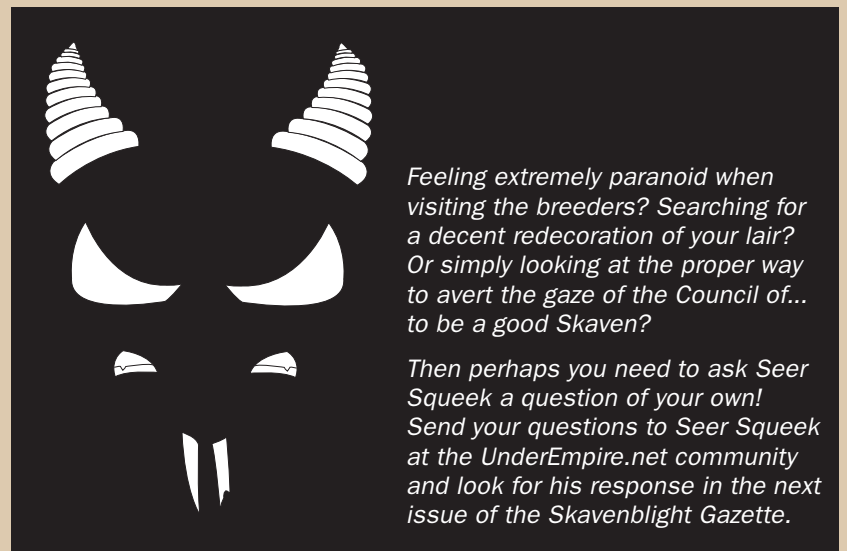 Feeling extremely paranoid when
visiting the breeders? Searching for
a decent redecoration of your lair?
Or simply looking at the proper way
to avert the gaze of the Council of...
to be a good Skaven?
Then perhaps you need to ask Seer
Squeek a question of your own!
Send your questions to Seer Squeek
at the UnderEmpire.net community
and look for his response in the next
issue of the Skavenblight Gazette.